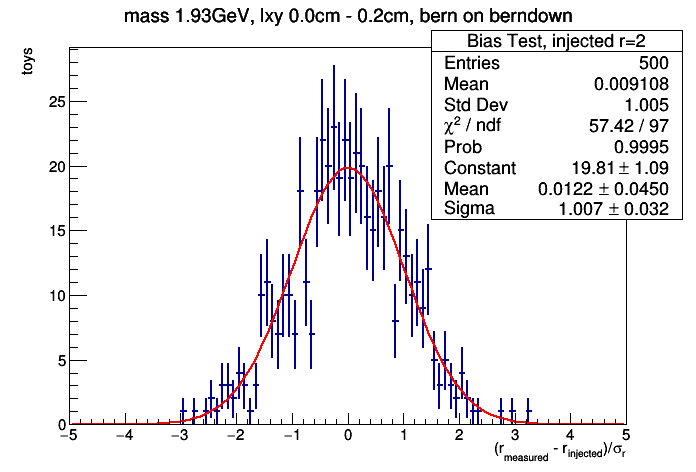 mass 1.93GeV, lxy 0.0cm - 0.2cm, bern on berndown
Bias Test, injected r=2
Entries 500
Mean 0.009108
Std Dev 1.005
χ² / ndf 57.42 / 97
Prob 0.9995
Constant 19.81 ± 1.09
Mean 0.0122 ± 0.0450
Sigma 1.007 ± 0.032
toys
25
20
15
10
5
0
−5 −4 −3 −2 −1 0 1 2 3 4 5
(r_measured - r_injected)/σ_r